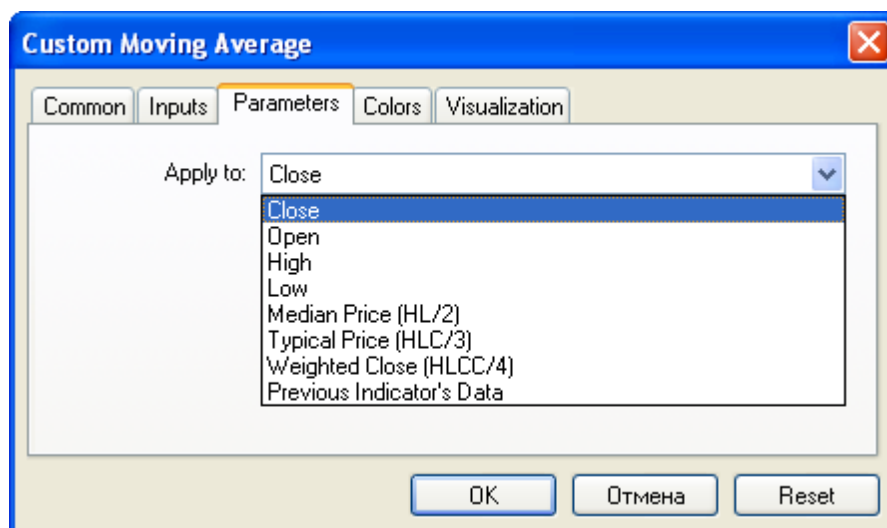 Custom Moving Average
Common Inputs Parameters Colors Visualization
Apply to: Close
Close
Open
High
Low
Median Price (HL/2)
Typical Price (HLC/3)
Weighted Close (HLCC/4)
Previous Indicator's Data
OK Отмена Reset